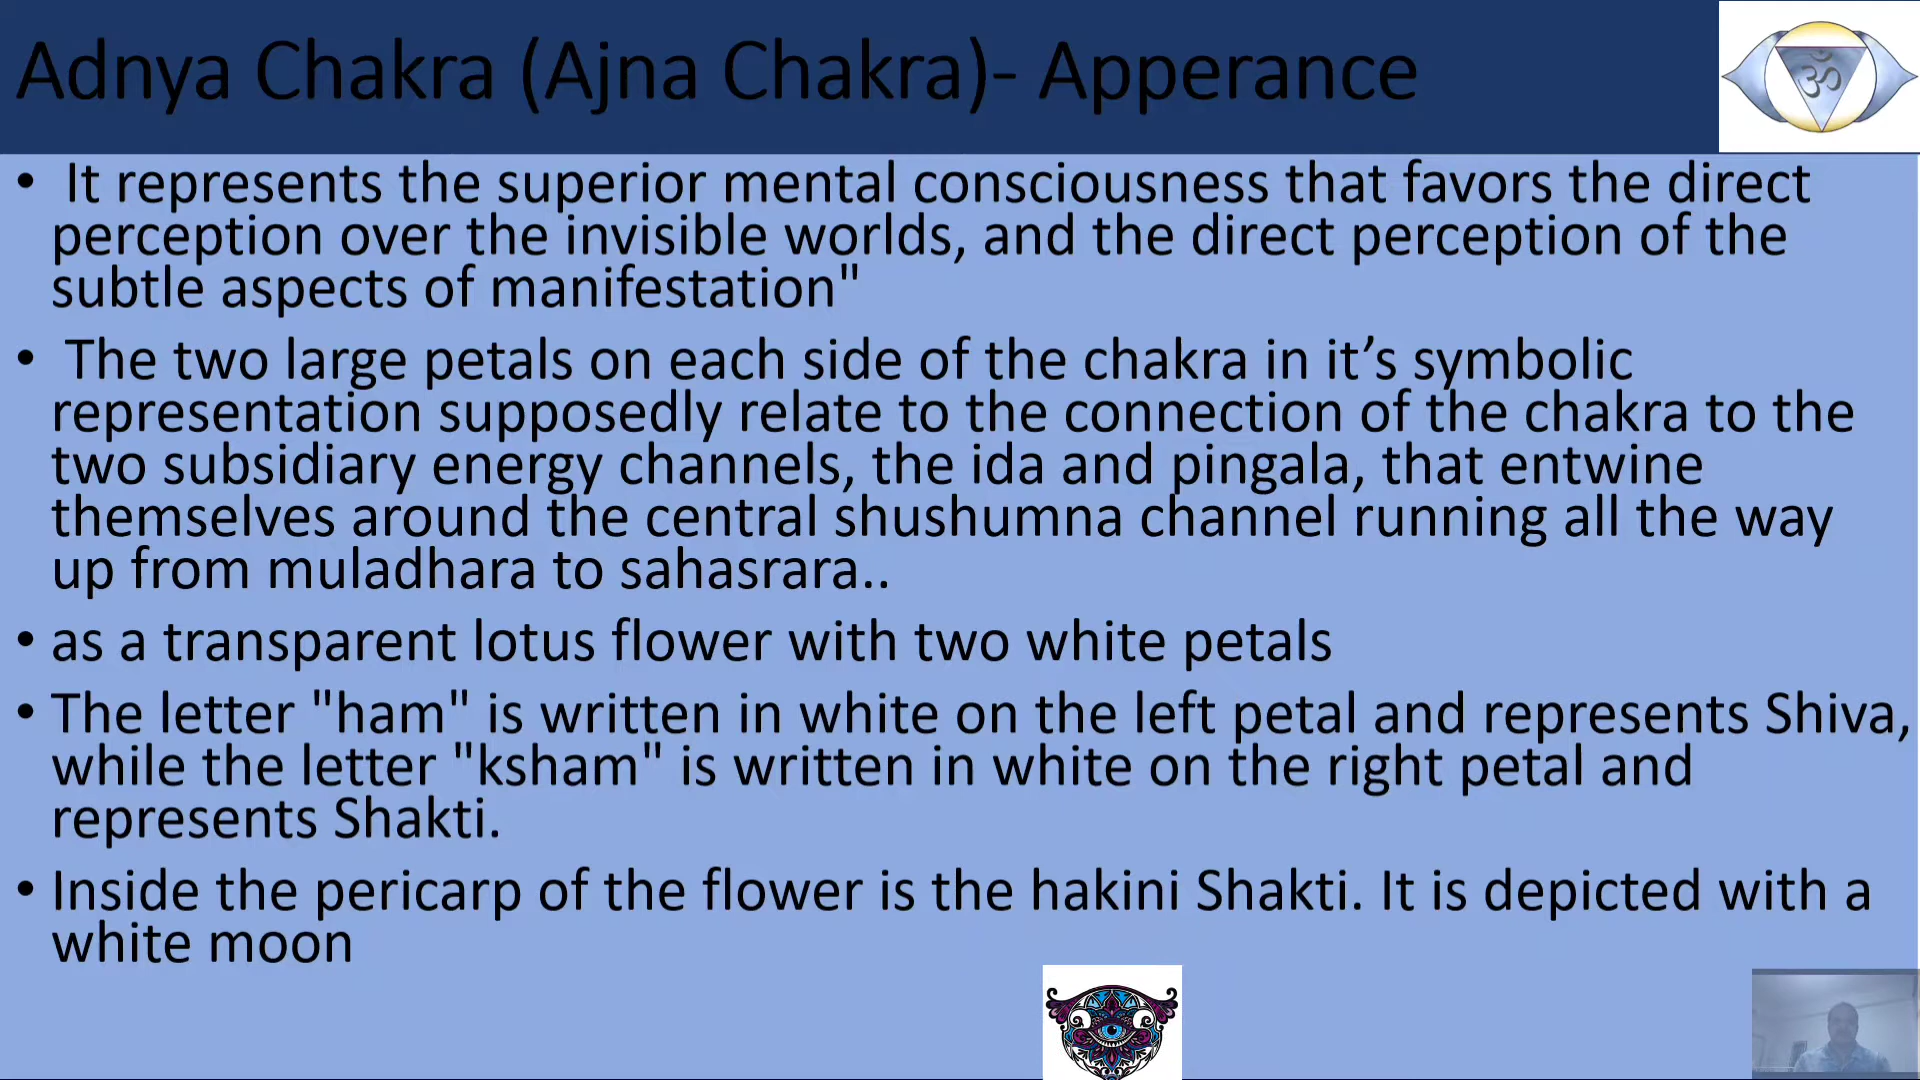 Adnya Chakra (Ajna Chakra)- Apperance
ॐ
• It represents the superior mental consciousness that favors the direct
perception over the invisible worlds, and the direct perception of the
subtle aspects of manifestation"
• The two large petals on each side of the chakra in it’s symbolic
representation supposedly relate to the connection of the chakra to the
two subsidiary energy channels, the ida and pingala, that entwine
themselves around the central shushumna channel running all the way
up from muladhara to sahasrara..
• as a transparent lotus flower with two white petals
• The letter "ham" is written in white on the left petal and represents Shiva,
while the letter "ksham" is written in white on the right petal and
represents Shakti.
• Inside the pericarp of the flower is the hakini Shakti. It is depicted with a
white moon